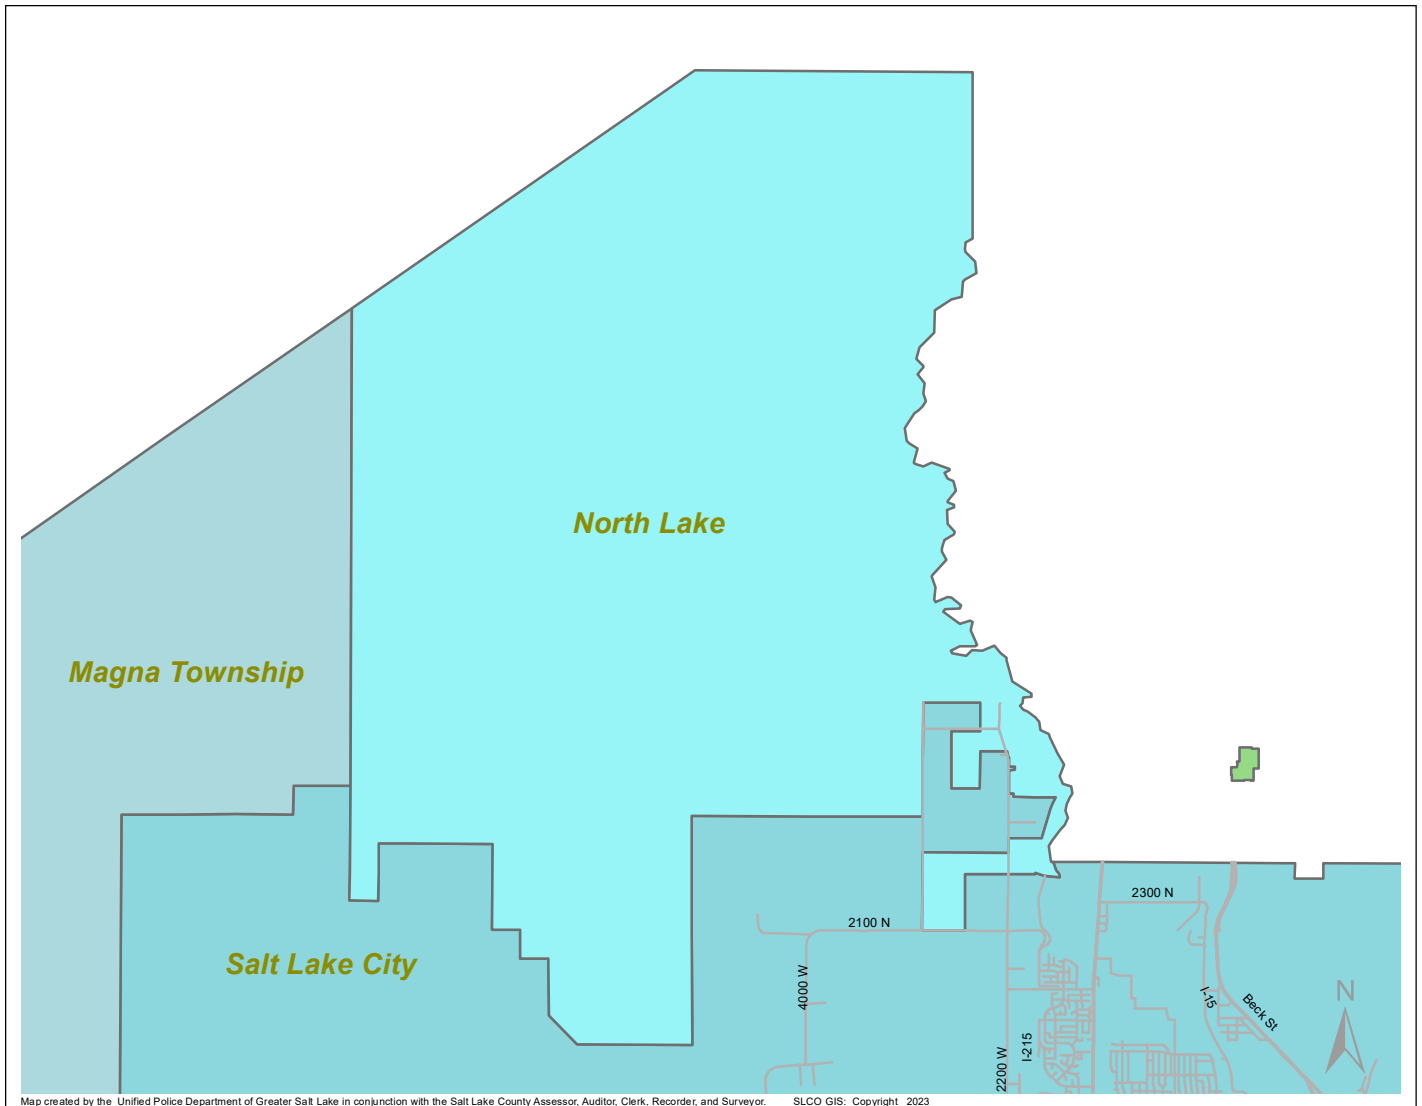 North Lake
Magna Township
Salt Lake City
2300 N
2100 N
4000 W
I-15
Beck St
N
I-215
2200 W
Map created by the Unified Police Department of Greater Salt Lake in conjunction with the Salt Lake County Assessor, Auditor, Clerk, Recorder, and Surveyor. SLCO GIS: Copyright 2023